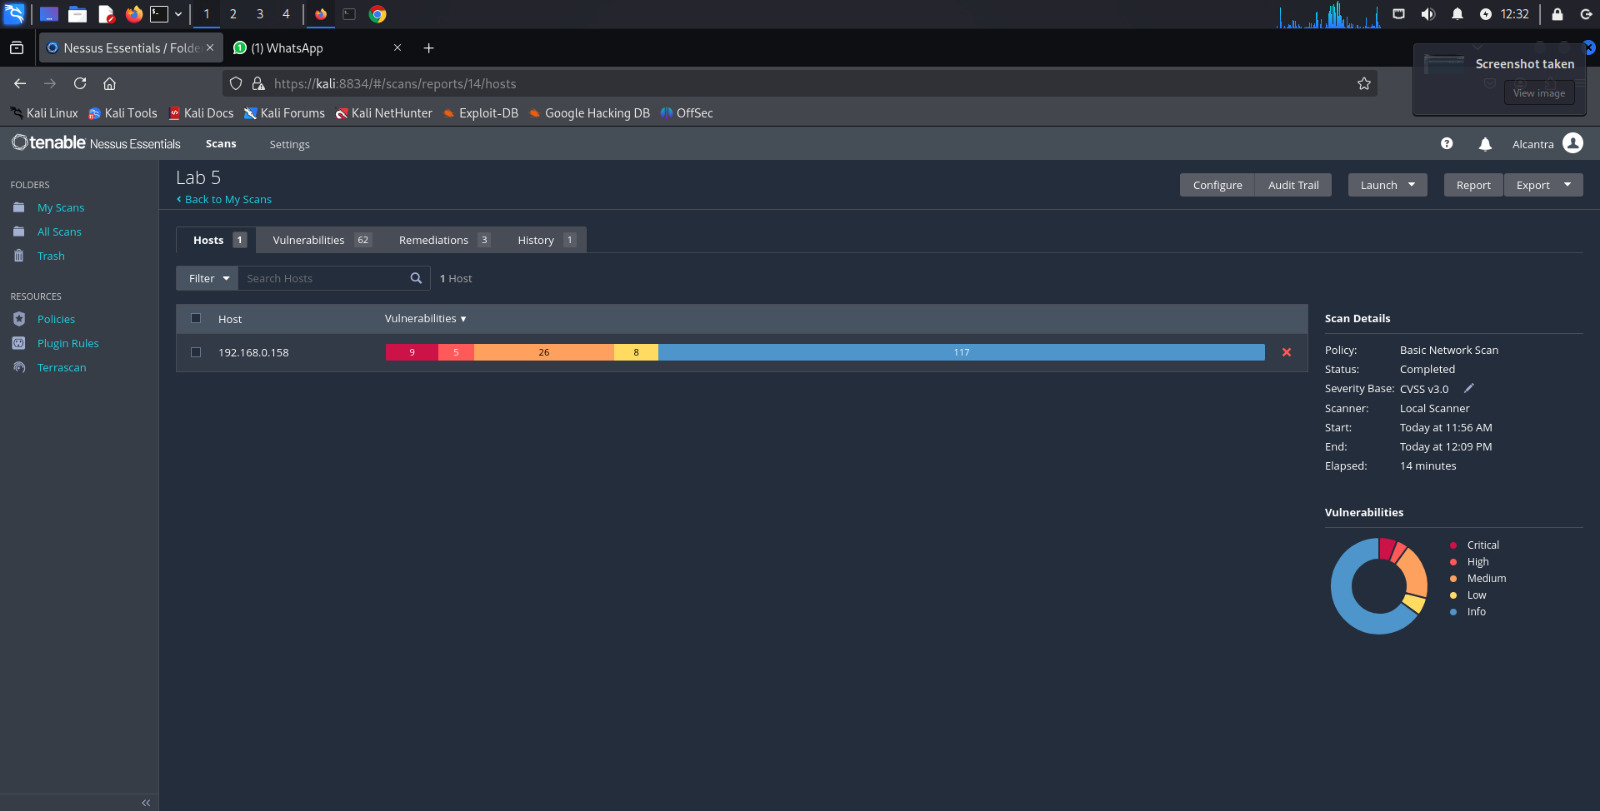 1 2 3 4 12:32
Nessus Essentials / Folde
(1) WhatsApp
Screenshot taken
View image
https://kali:8834/#/scans/reports/14/hosts
Kali Linux Kali Tools Kali Docs Kali Forums Kali NetHunter Exploit-DB Google Hacking DB OffSec
tenable Nessus Essentials Scans Settings Alcantra
FOLDERS
My Scans
All Scans
Trash
RESOURCES
Policies
Plugin Rules
Terrascan
Lab 5
Back to My Scans
Configure Audit Trail Launch Report Export
Hosts 1 Vulnerabilities 62 Remediations 3 History 1
Filter Search Hosts 1 Host
Host Vulnerabilities
192.168.0.158 9 5 26 8 117
Scan Details
Policy: Basic Network Scan
Status: Completed
Severity Base: CVSS v3.0
Scanner: Local Scanner
Start: Today at 11:56 AM
End: Today at 12:09 PM
Elapsed: 14 minutes
Vulnerabilities
Critical
High
Medium
Low
Info